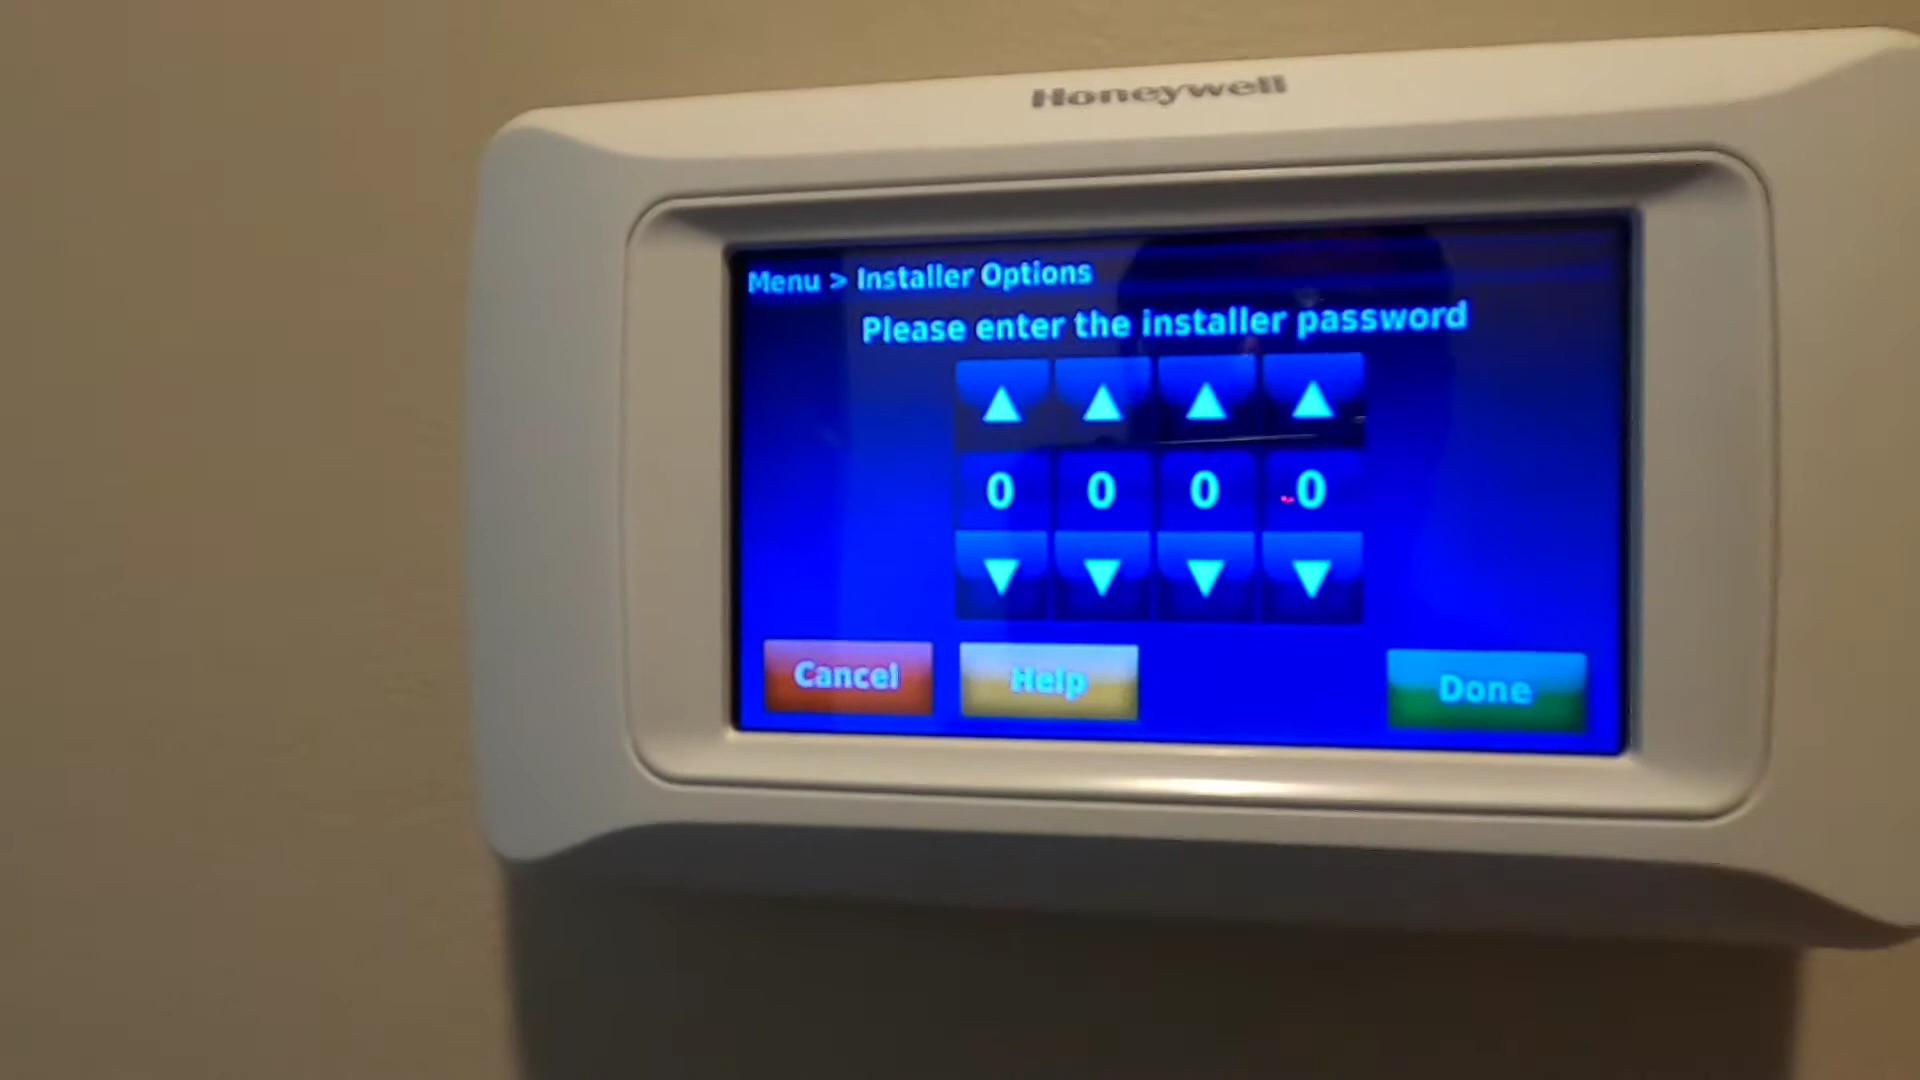 Honeywell
Menu > Installer Options
Please enter the installer password
0 0 0 0
Cancel Help Done